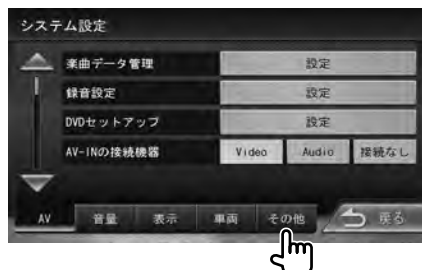 システム設定
楽曲データ管理 設定
録音設定 設定
DVDセットアップ 設定
AV-INの接続機器 Video Audio 接続なし
AV 音量 表示 車両 その他 戻る